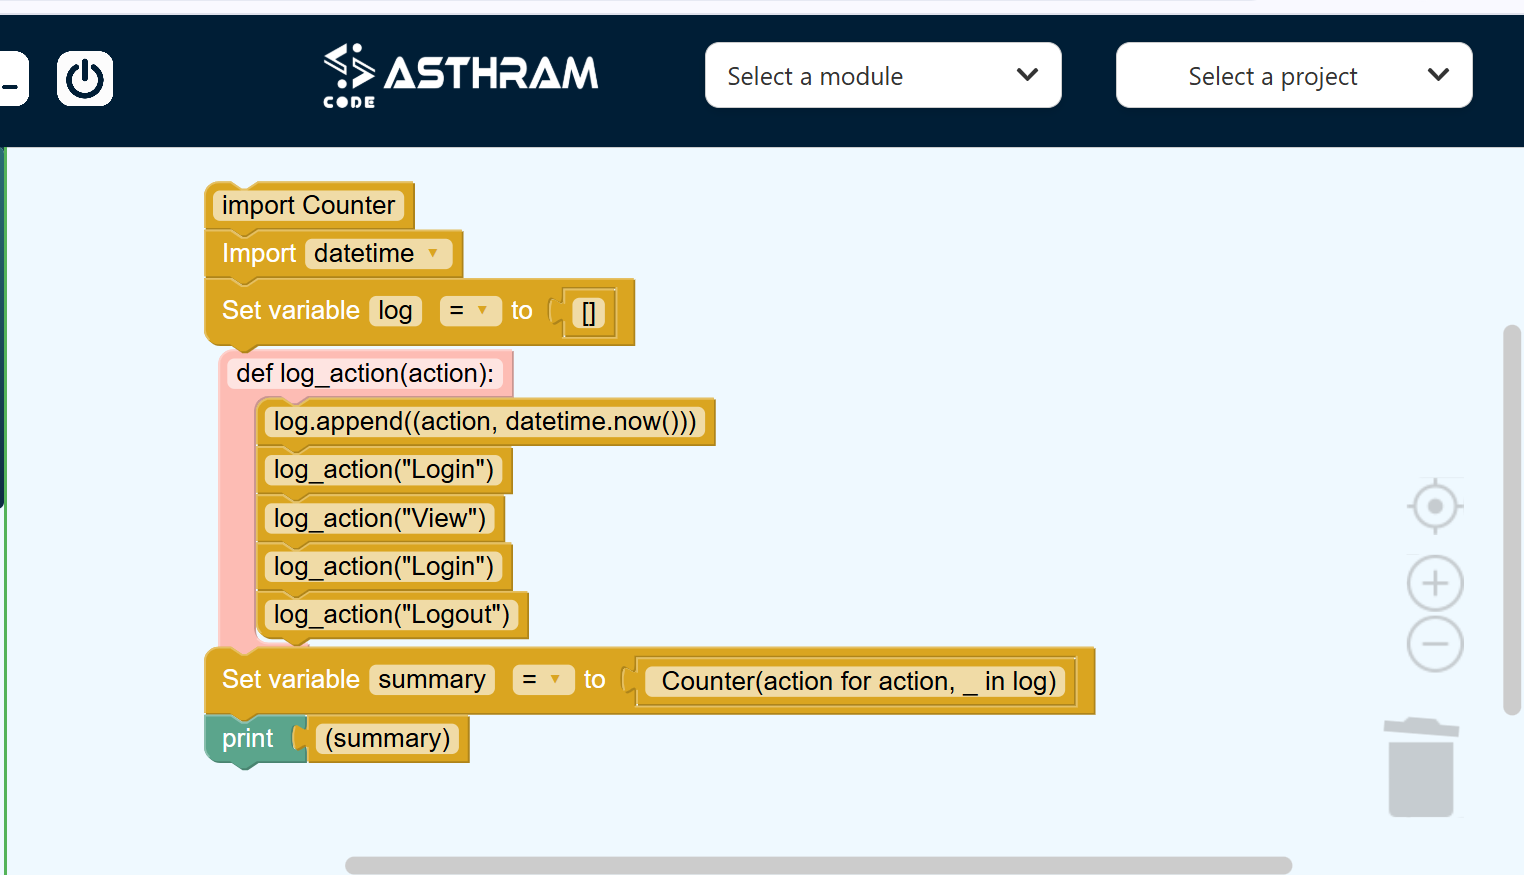 CODE ASTHRAM
Select a module
Select a project
import Counter
Import datetime
Set variable log = to []
def log_action(action):
log.append((action, datetime.now()))
log_action("Login")
log_action("View")
log_action("Login")
log_action("Logout")
Set variable summary = to Counter(action for action, _ in log)
print (summary)